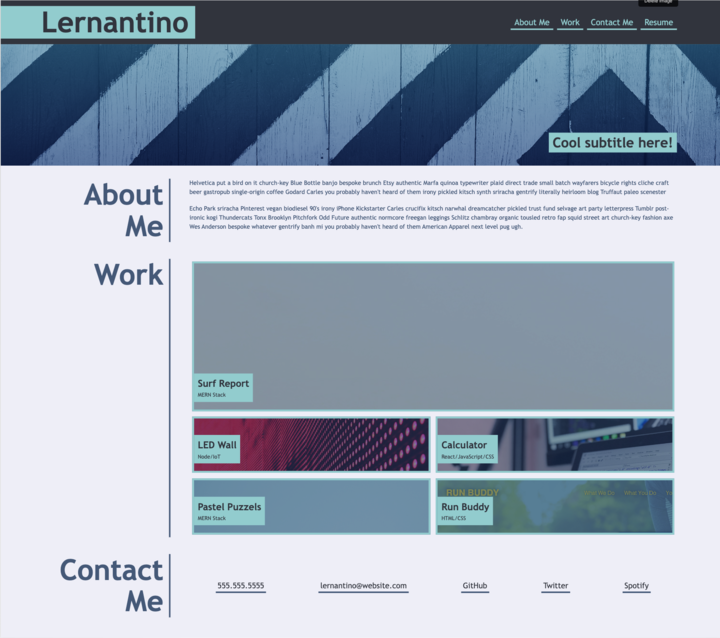 Delete image
Lernantino
About Me Work Contact Me Resume
Cool subtitle here!
About
Me
Helvetica put a bird on it church-key Blue Bottle banjo bespoke brunch Etsy authentic Marfa quinoa typewriter plaid direct trade small batch wayfarers bicycle rights cliche craft
beer gastropub single-origin coffee Godard Carles you probably haven't heard of them irony pickled kitsch synth sriracha gentrify literally heirloom blog Truffaut paleo scenester
Echo Park sriracha Pinterest vegan biodiesel 90's irony iPhone Kickstarter Carles crucifix kitsch narwhal dreamcatcher pickled trust fund selvage art party letterpress Tumblr post-
ironic kogi Thundercats Tonx Brooklyn Pitchfork Odd Future authentic normcore freegan leggings Schlitz chambray organic tousled retro fap squid street art church-key fashion axe
Wes Anderson bespoke whatever gentrify banh mi you probably haven't heard of them American Apparel next level pug ugh.
Work
Surf Report
MERN Stack
LED Wall
Node/IoT
Calculator
React/JavaScript/CSS
Pastel Puzzels
MERN Stack
RUN BUDDY
What We Do What You Do
Run Buddy
HTML/CSS
Contact
Me
555.555.5555 lernantino@website.com GitHub Twitter Spotify